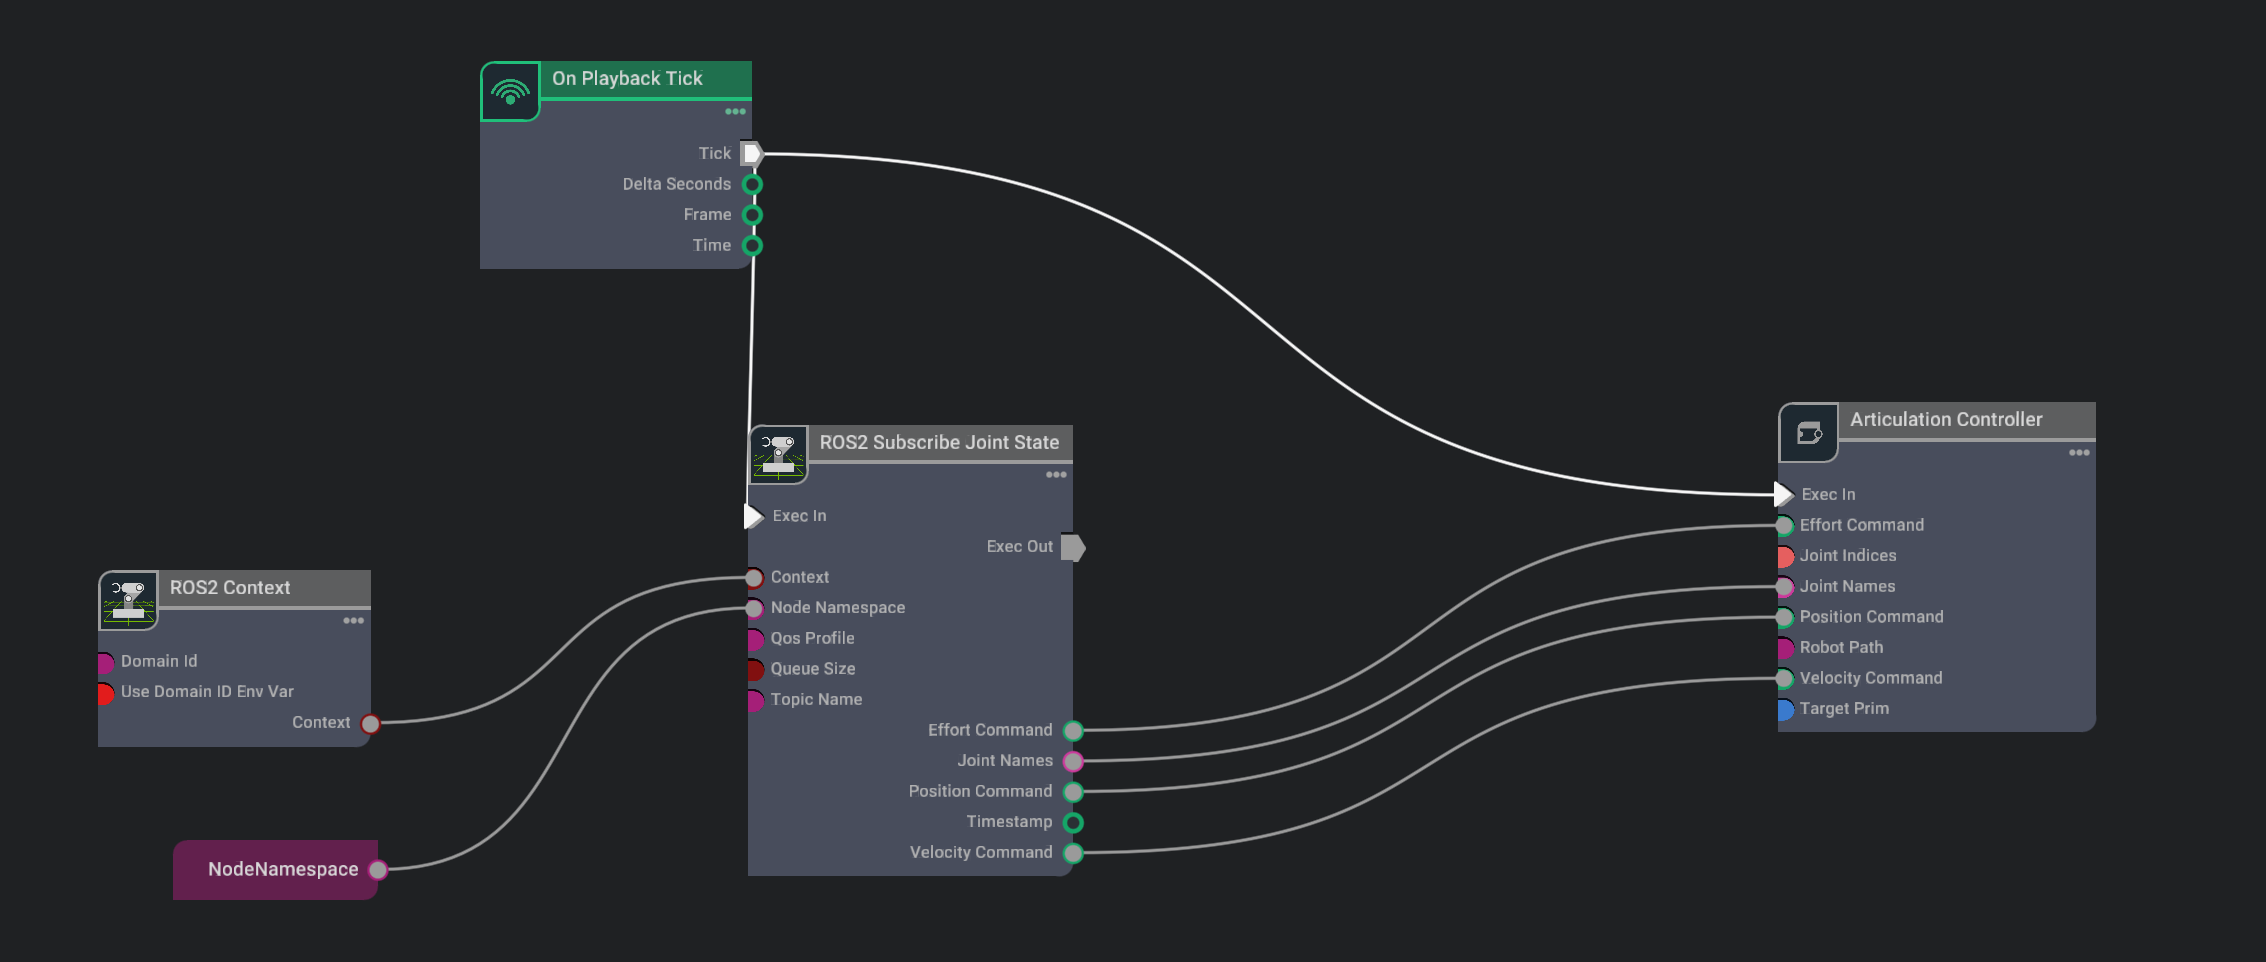 On Playback Tick
Tick
Delta Seconds
Frame
Time
ROS2 Subscribe Joint State
Exec In
Exec Out
Context
Node Namespace
Qos Profile
Queue Size
Topic Name
Effort Command
Joint Names
Position Command
Timestamp
Velocity Command
ROS2 Context
Domain Id
Use Domain ID Env Var
Context
NodeNamespace
Articulation Controller
Exec In
Effort Command
Joint Indices
Joint Names
Position Command
Robot Path
Velocity Command
Target Prim